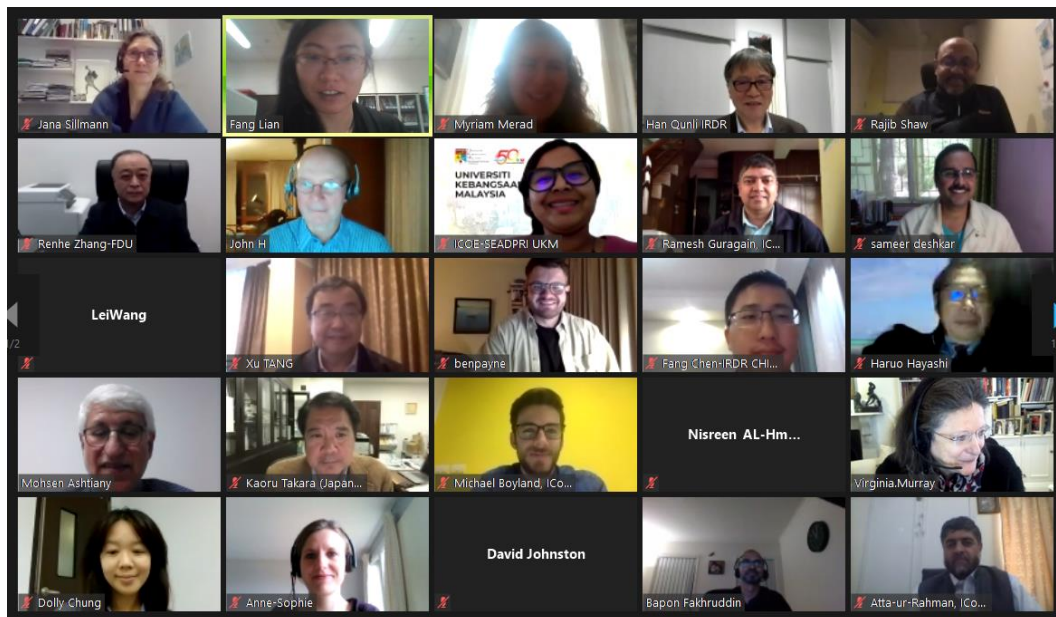 Jana Sillmann
Fang Lian
Myriam Merad
Han Qunli IRDR
Rajib Shaw
UNIVERSITI
KEBANGSAAN
MALAYSIA
Renhe Zhang-FDU
John H
ICOE-SEADPRI UKM
Ramesh Guragain, IC...
sameer deshkar
LeiWang
1/2
Xu TANG
benpayne
Fang Chen-IRDR CHI...
Haruo Hayashi
Mohsen Ashtiany
Kaoru Takara (Japan...
Michael Boyland, ICo...
Nisreen AL-Hm...
Virginia.Murray
Dolly Chung
Anne-Sophie
David Johnston
Bapon Fakhruddin
Atta-ur-Rahman, ICo...